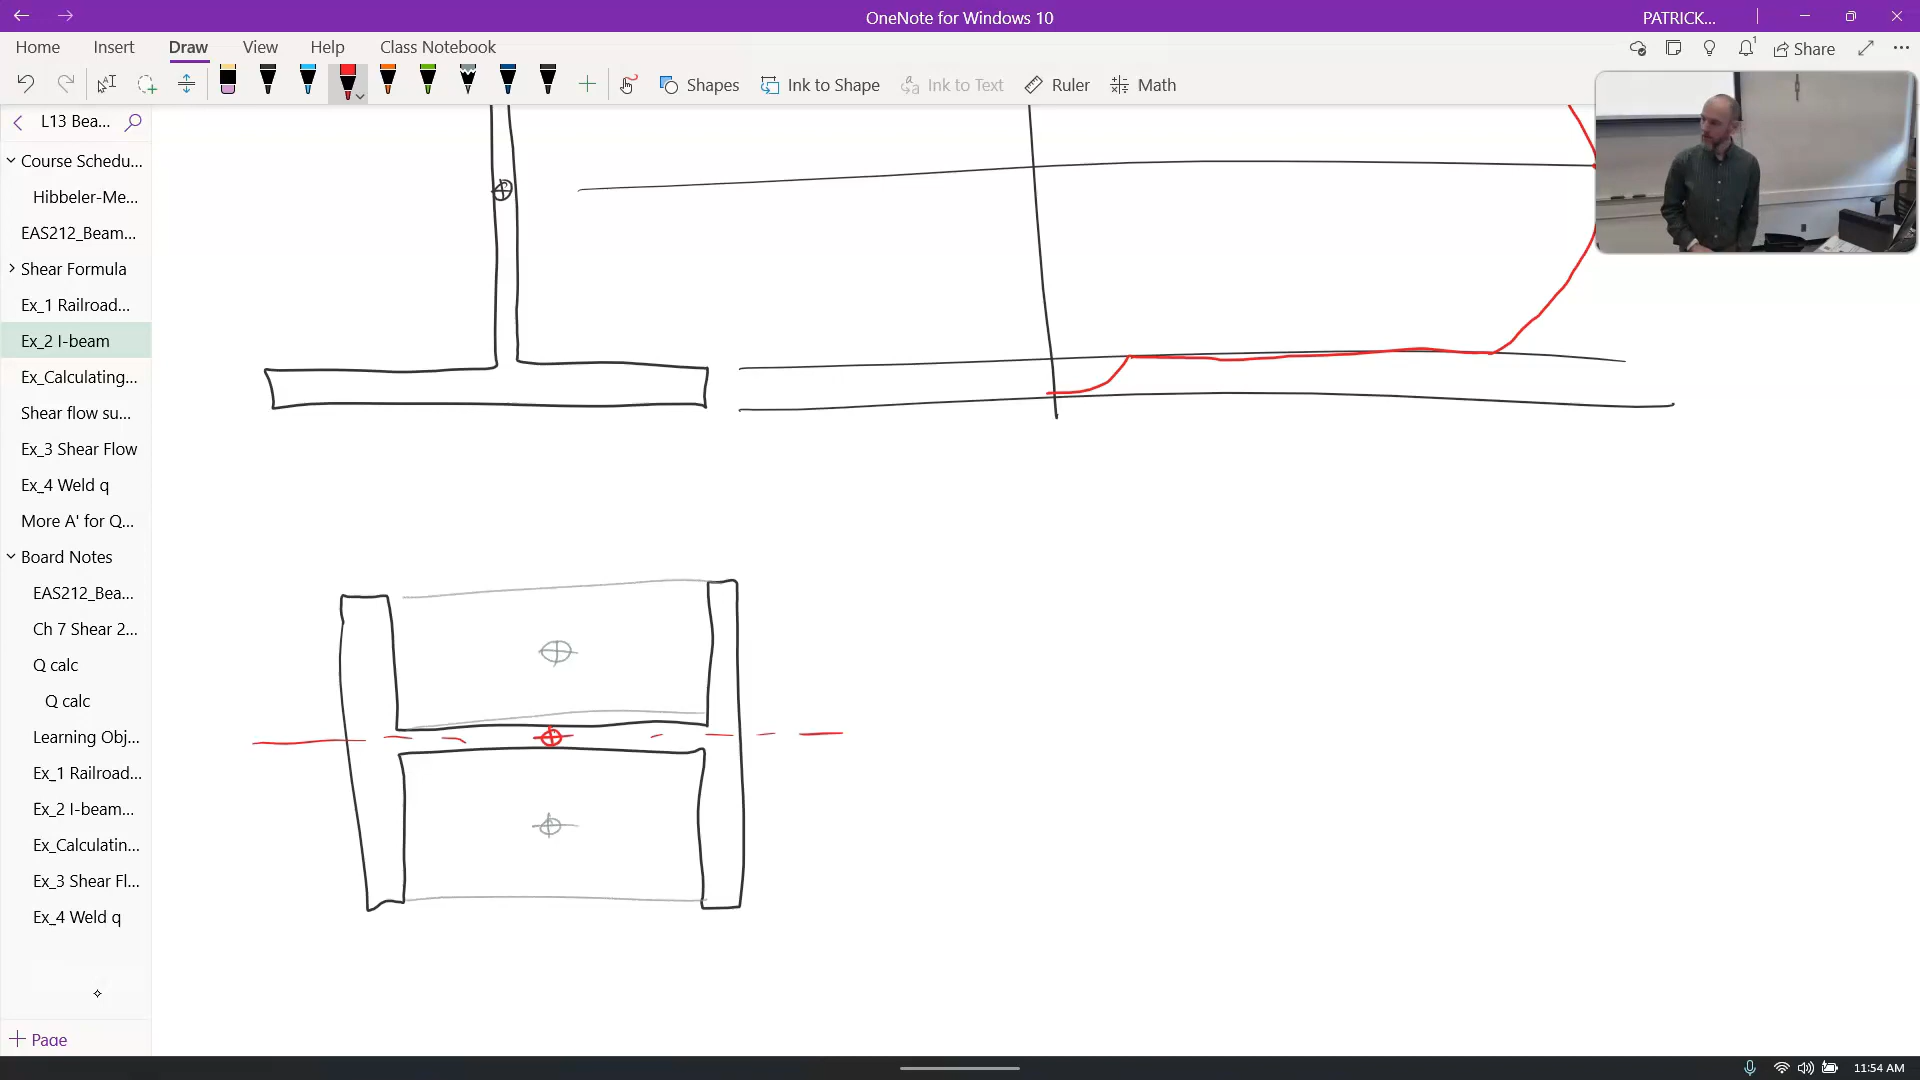 OneNote for Windows 10
PATRICK...
Home Insert Draw View Help Class Notebook
1
Share
Shapes Ink to Shape Ink to Text Ruler Math
L13 Bea...
Course Schedu...
Hibbeler-Me...
EAS212_Beam...
Shear Formula
Ex_1 Railroad...
Ex_2 I-beam
Ex_Calculating...
Shear flow su...
Ex_3 Shear Flow
Ex_4 Weld q
More A' for Q...
Board Notes
EAS212_Bea...
Ch 7 Shear 2...
Q calc
Q calc
Learning Obj...
Ex_1 Railroad...
Ex_2 I-beam...
Ex_Calculatin...
Ex_3 Shear Fl...
Ex_4 Weld q
+ Page
11:54 AM